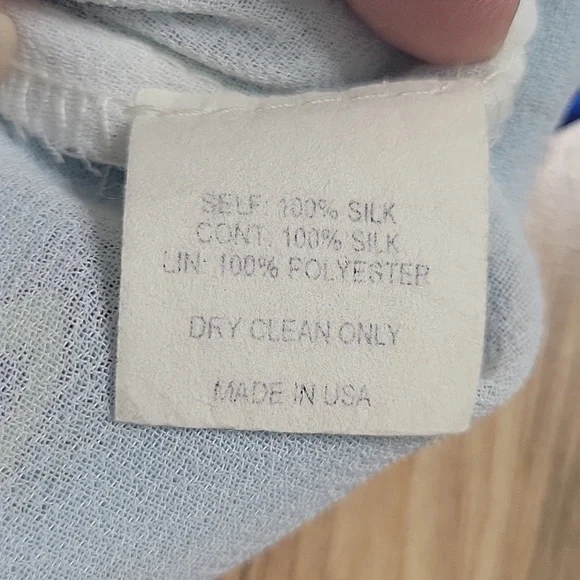 SELF: 100% SILK
CONT: 100% SILK
LIN: 100% POLYESTER
DRY CLEAN ONLY
MADE IN USA